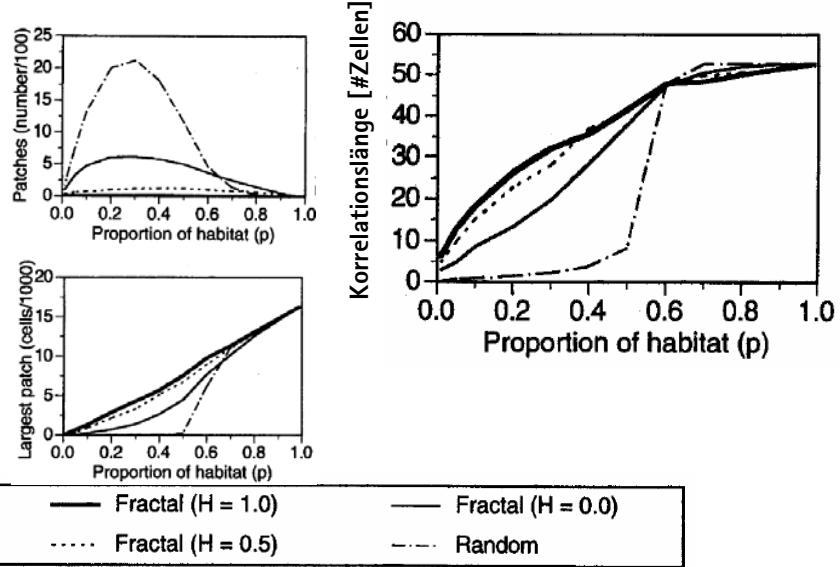 Patches (number/100)
25
20
15
10
5
0
0.0 0.2 0.4 0.6 0.8 1.0
Proportion of habitat (p)
Largest patch (cells/1000)
20
15
10
5
0
0.0 0.2 0.4 0.6 0.8 1.0
Proportion of habitat (p)
Korrelationslänge [#Zellen]
60
50
40
30
20
10
0
0.0 0.2 0.4 0.6 0.8 1.0
Proportion of habitat (p)
Fractal (H = 1.0)
Fractal (H = 0.0)
Fractal (H = 0.5)
Random